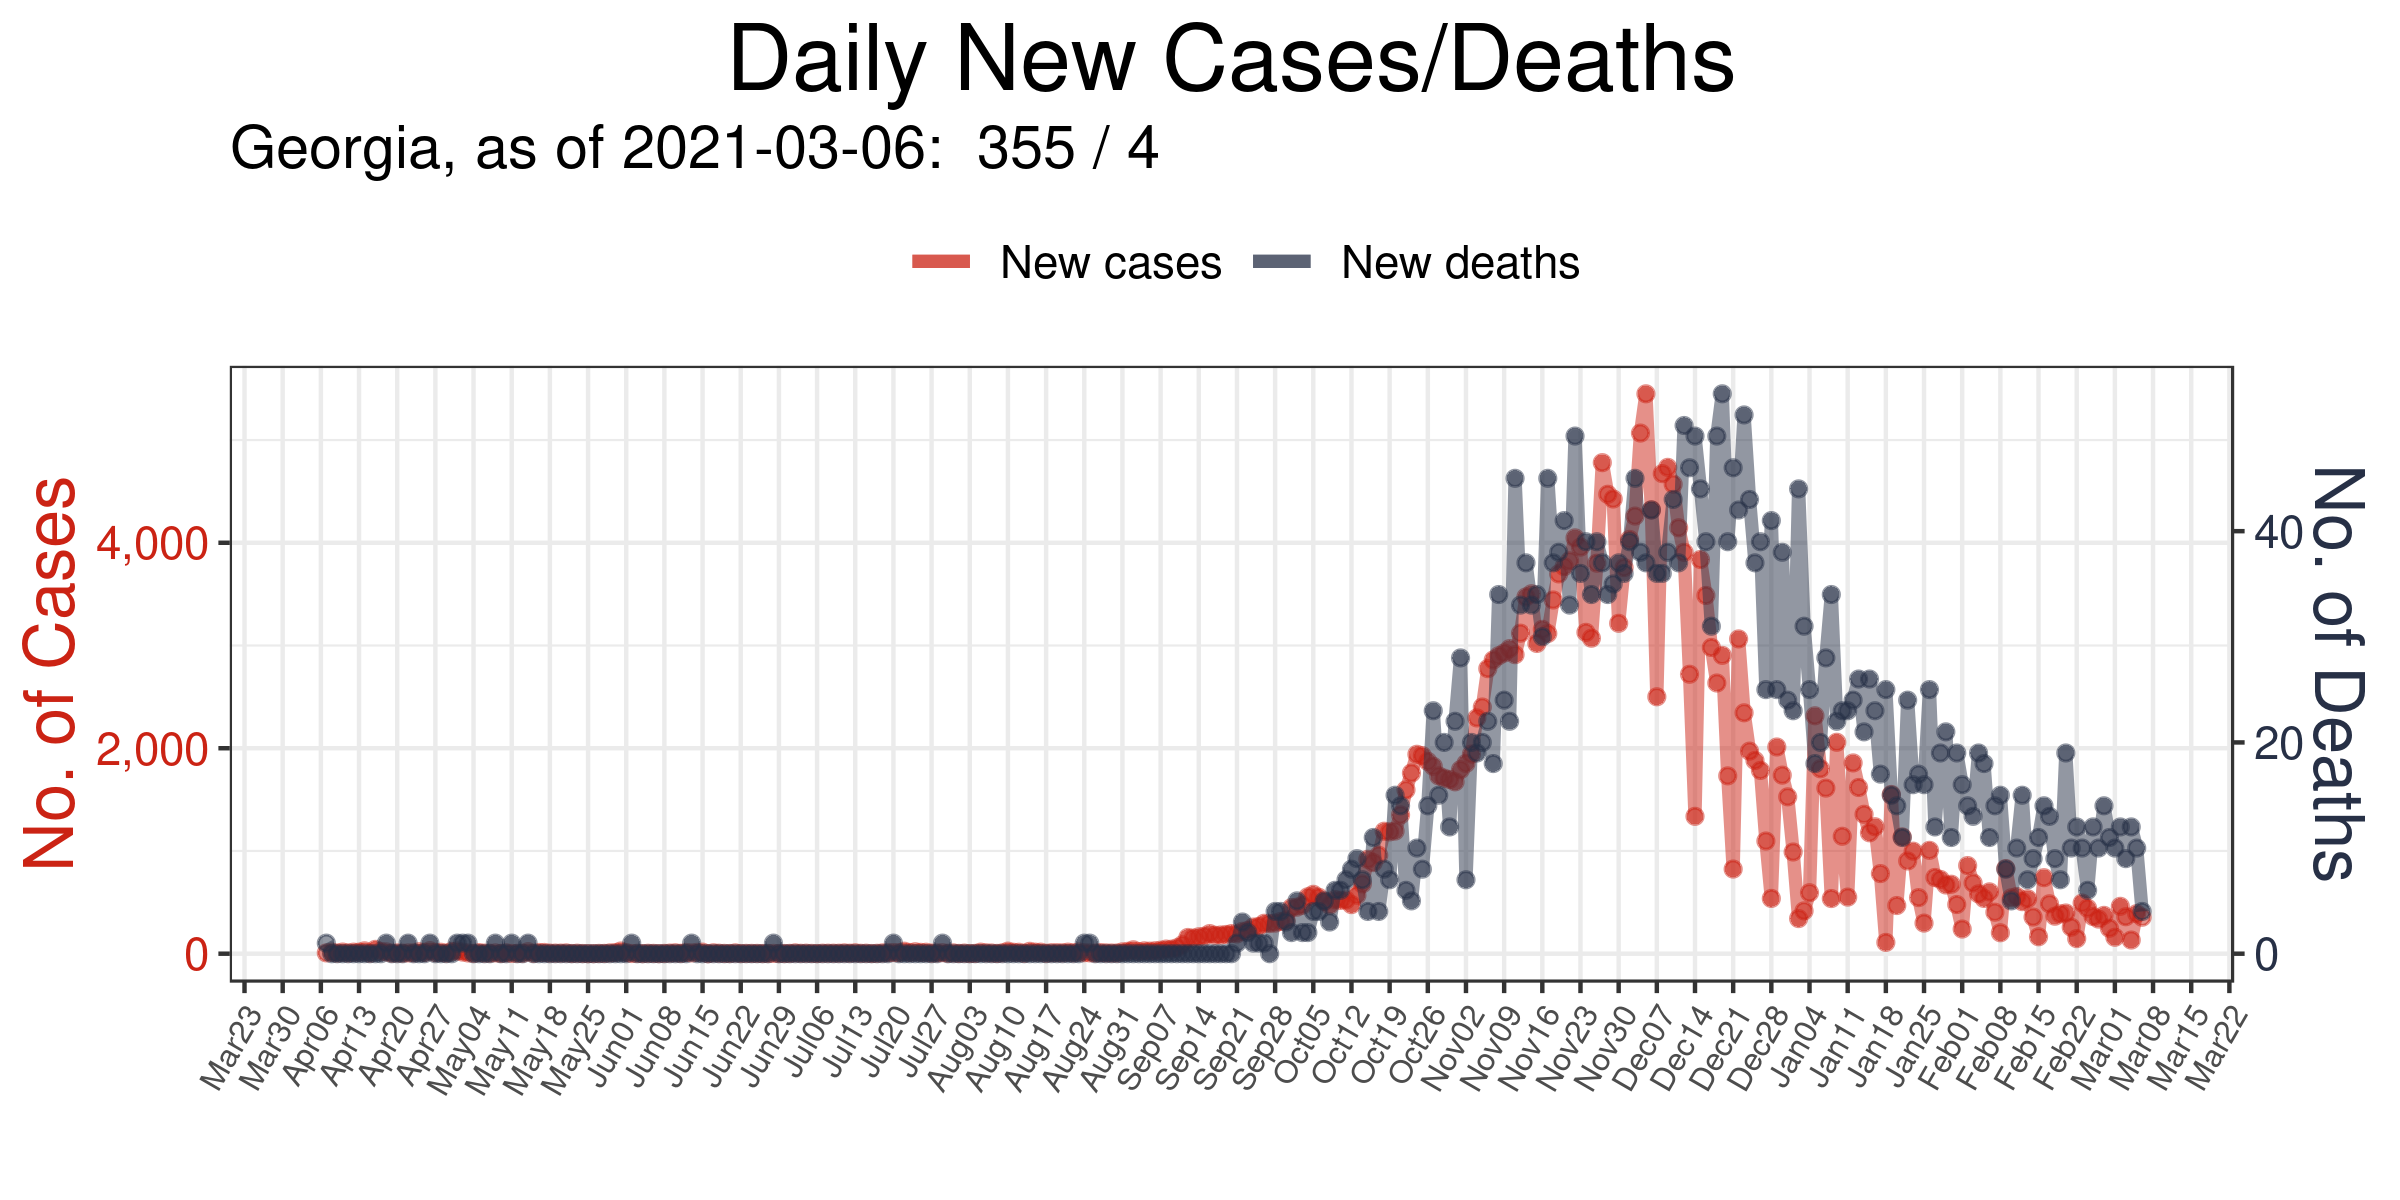 Daily New Cases/Deaths
Georgia, as of 2021-03-06:  355 / 4
New cases New deaths
No. of Cases
4,000
2,000
0
No. of Deaths
40
20
0
Mar23 Mar30 Apr06 Apr13 Apr20 Apr27 May04 May11 May18 May25 Jun01 Jun08 Jun15 Jun22 Jun29 Jul06 Jul13 Jul20 Jul27 Aug03 Aug10 Aug17 Aug24 Aug31 Sep07 Sep14 Sep21 Sep28 Oct05 Oct12 Oct19 Oct26 Nov02 Nov09 Nov16 Nov23 Nov30 Dec07 Dec14 Dec21 Dec28 Dec04 Jan11 Jan18 Jan25 Feb01 Feb08 Feb15 Feb22 Mar01 Mar08 Mar15 Mar22